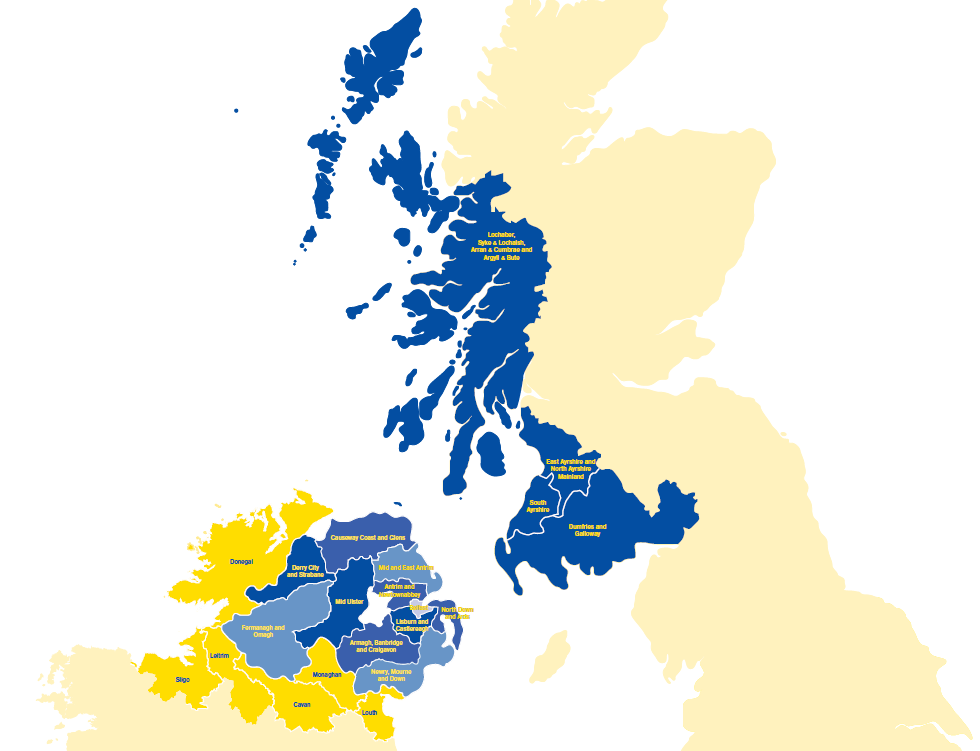 Lochaber,
Syke & Lochalsh,
Arran & Cumbrae and
Argyll & Bute
East Ayrshire and
North Ayrshire
Mainland
South
Ayrshire
Dumfries and
Galloway
Causeway Coast and Glens
Donegal
Derry City
and Strabane
Mid and East Antrim
Antrim and
Newtownabbey
Mid Ulster
Belfast
North Down
and Ards
Lisburn and
Castlereagh
Fermanagh and
Omagh
Armagh, Banbridge
and Craigavon
Leitrim
Monaghan
Newry, Mourne
and Down
Sligo
Cavan
Louth